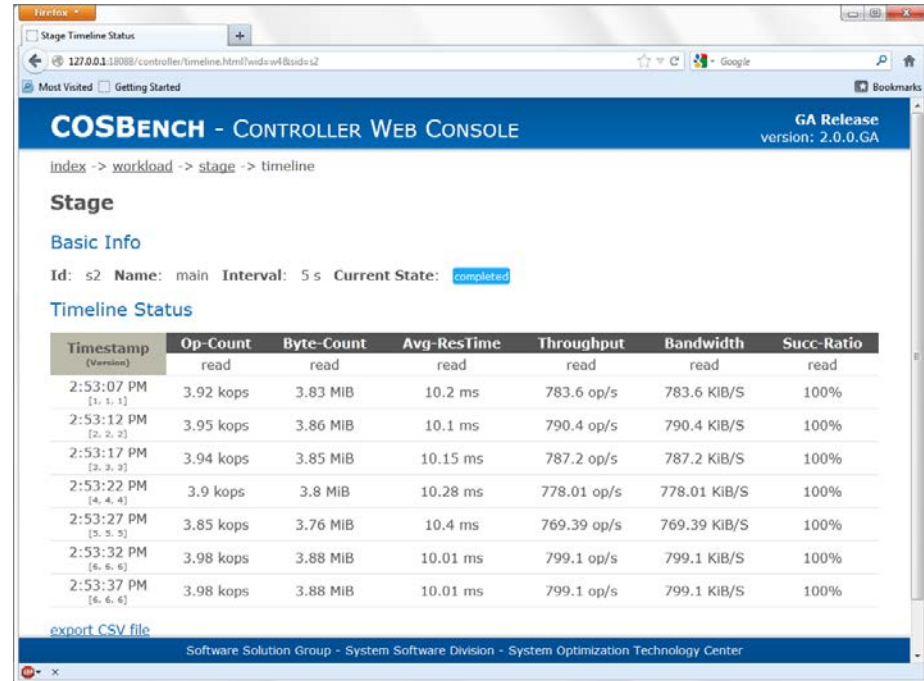 Firefox
Stage Timeline Status
+
127.0.0.1:18088/controller/timeline.html?wid=w4&sid=s2
Google
Most Visited Getting Started
Bookmarks
COSBENCH - CONTROLLER WEB CONSOLE
GA Release
version: 2.0.0.GA
index -> workload -> stage -> timeline
Stage
Basic Info
Id: s2 Name: main Interval: 5 s Current State: completed
Timeline Status
Timestamp Op-Count Byte-Count Avg-ResTime Throughput Bandwidth Succ-Ratio
(Version) read read read read read read
2:53:07 PM 3.92 kops 3.83 MiB 10.2 ms 783.6 op/s 783.6 KiB/S 100%
[1, 1, 1]
2:53:12 PM 3.95 kops 3.86 MiB 10.1 ms 790.4 op/s 790.4 KiB/S 100%
[2, 2, 2]
2:53:17 PM 3.94 kops 3.85 MiB 10.15 ms 787.2 op/s 787.2 KiB/S 100%
[3, 3, 3]
2:53:22 PM 3.9 kops 3.8 MiB 10.28 ms 778.01 op/s 778.01 KiB/S 100%
[4, 4, 4]
2:53:27 PM 3.85 kops 3.76 MiB 10.4 ms 769.39 op/s 769.39 KiB/S 100%
[5, 5, 5]
2:53:32 PM 3.98 kops 3.88 MiB 10.01 ms 799.1 op/s 799.1 KiB/S 100%
[6, 6, 6]
2:53:37 PM 3.98 kops 3.88 MiB 10.01 ms 799.1 op/s 799.1 KiB/S 100%
[6, 6, 6]
export CSV file
Software Solution Group - System Software Division - System Optimization Technology Center